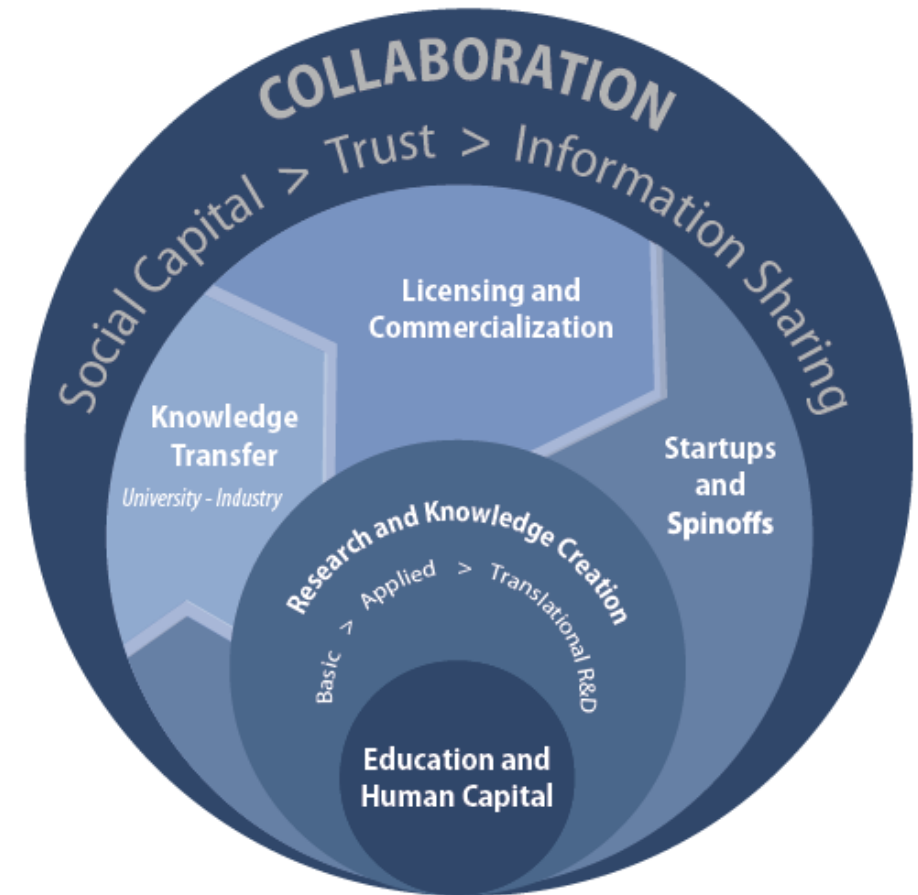 COLLABORATION
Social Capital > Trust > Information Sharing
Licensing and
Commercialization
Knowledge
Transfer
University - Industry
Startups
and
Spinoffs
Research and Knowledge Creation
Basic > Applied > Translational R&D
Education and
Human Capital